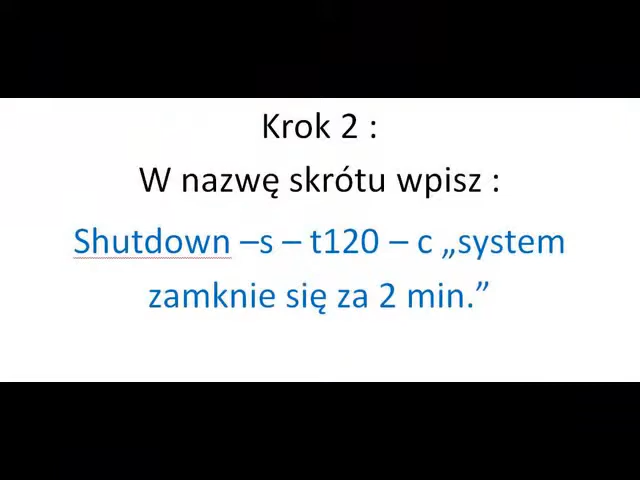 Krok 2 :
W nazwę skrótu wpisz :
Shutdown –s – t120 – c „system
zamknie się za 2 min.”